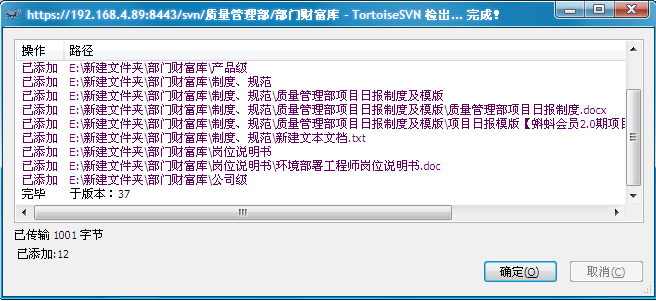 https://192.168.4.89:8443/svn/质量管理部/部门财富库 - TortoiseSVN 检出... 完成!
操作 路径
已添加 E:\新建文件夹\部门财富库\产品级
已添加 E:\新建文件夹\部门财富库\制度、规范
已添加 E:\新建文件夹\部门财富库\制度、规范\质量管理部项目日报制度及模版
已添加 E:\新建文件夹\部门财富库\制度、规范\质量管理部项目日报制度及模版\质量管理部项目日报制度.docx
已添加 E:\新建文件夹\部门财富库\制度、规范\质量管理部项目日报制度及模版\项目日报模版【蝌蚪会员2.0期项目
已添加 E:\新建文件夹\部门财富库\制度、规范\新建文本文档.txt
已添加 E:\新建文件夹\部门财富库\岗位说明书
已添加 E:\新建文件夹\部门财富库\岗位说明书\环境部署工程师岗位说明书.doc
已添加 E:\新建文件夹\部门财富库\公司级
完毕 于版本：37
已传输 1001 字节
已添加:12
确定(O) 取消(C)